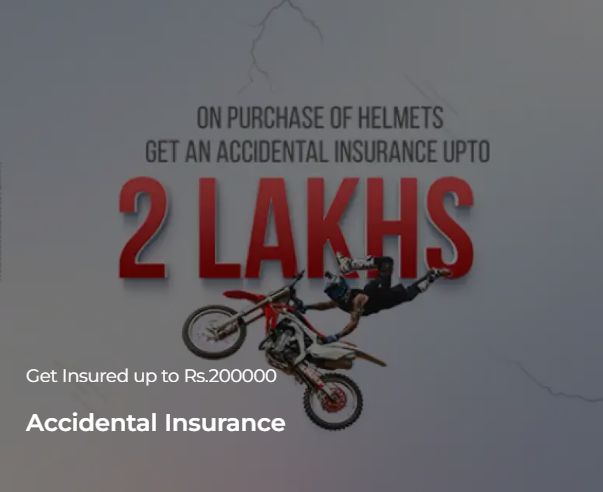 ON PURCHASE OF HELMETS
GET AN ACCIDENTAL INSURANCE UPTO
2 LAKHS
Get Insured up to Rs.200000
Accidental Insurance